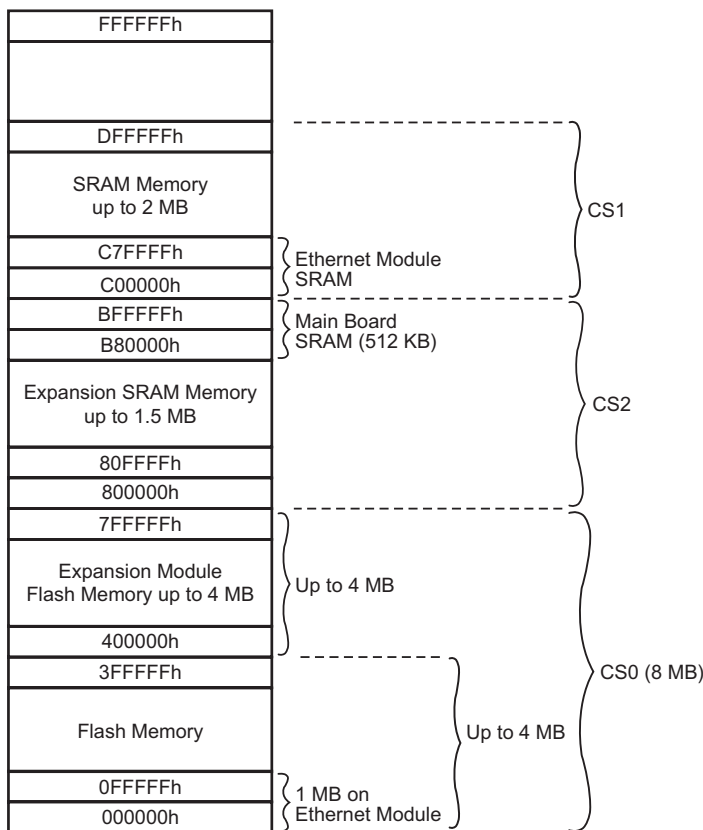 FFFFFFh
DFFFFFh
SRAM Memory
up to 2 MB
CS1
C7FFFFh
Ethernet Module
SRAM
C00000h
BFFFFFh
Main Board
SRAM (512 KB)
B80000h
Expansion SRAM Memory
up to 1.5 MB
CS2
80FFFFh
800000h
7FFFFFh
Expansion Module
Flash Memory up to 4 MB
Up to 4 MB
400000h
3FFFFFh
CS0 (8 MB)
Flash Memory
Up to 4 MB
0FFFFFh
1 MB on
Ethernet Module
000000h